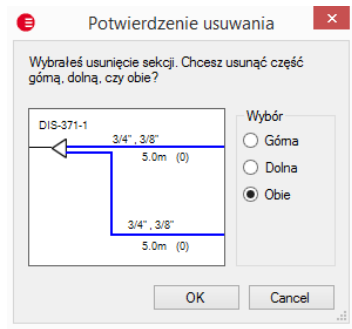 Potwierdzenie usuwania
Wybrałeś usunięcie sekcji. Chcesz usunąć część
górną, dolną, czy obie?
DIS-371-1
3/4" , 3/8"
5.0m (0)
3/4" , 3/8"
5.0m (0)
Wybór
Górna
Dolna
Obie
OK
Cancel